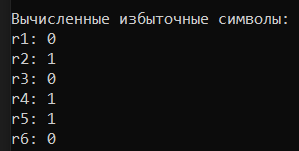 Вычисленные избыточные символы:
r1: 0
r2: 1
r3: 0
r4: 1
r5: 1
r6: 0